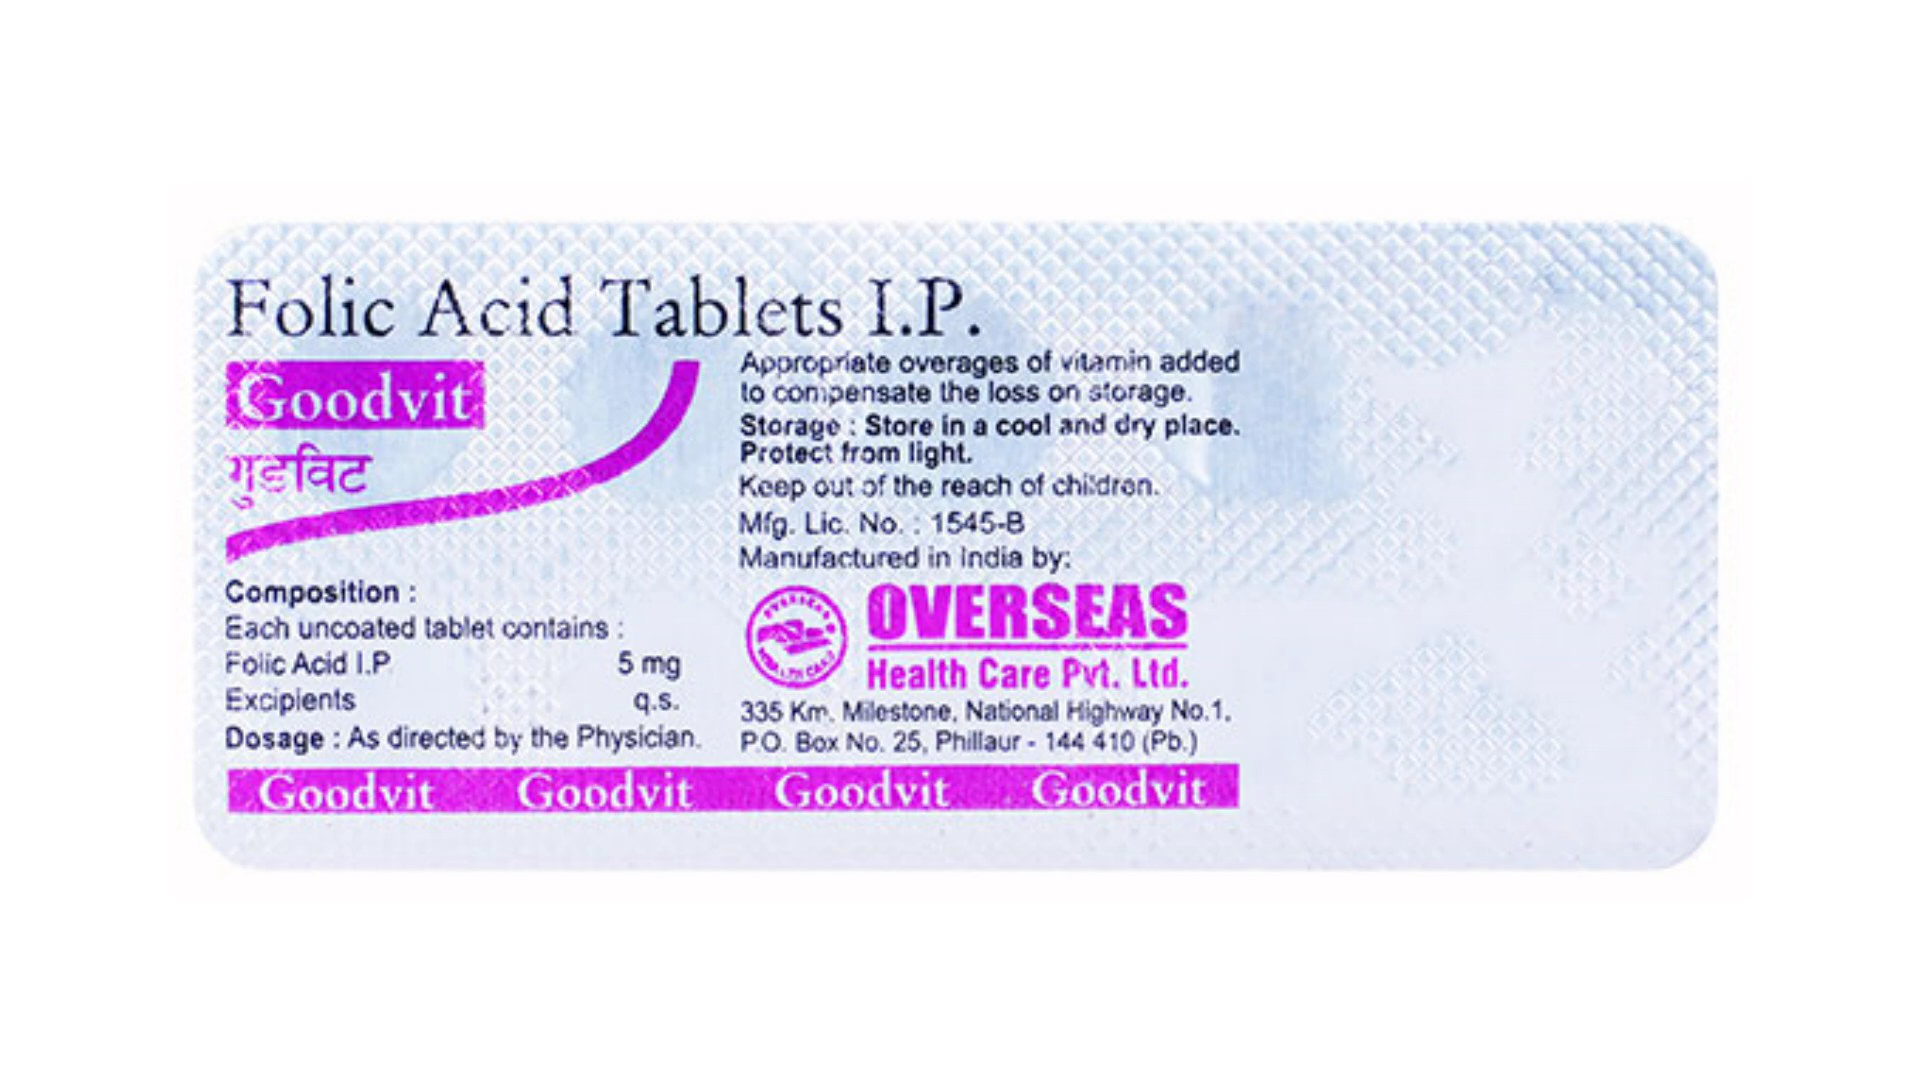 Folic Acid Tablets I.P.
Goodvit
गुडविट
Composition :
Each uncoated tablet contains :
Folic Acid I.P 5 mg
Excipients q.s.
Dosage : As directed by the Physician.
Appropriate overages of vitamin added
to compensate the loss on storage.
Storage : Store in a cool and dry place.
Protect from light.
Keep out of the reach of children.
Mfg. Lic. No. : 1545-B
Manufactured in India by:
OVERSEAS
HEALTH CARE
OVERSEAS
Health Care Pvt. Ltd.
335 Km. Milestone, National Highway No.1,
P.O. Box No. 25, Phillaur - 144 410 (Pb.)
Goodvit Goodvit Goodvit Goodvit